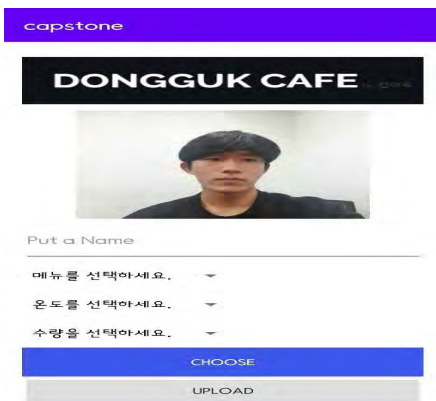 capstone
DONGGUK CAFE
Put a Name
메뉴를 선택하세요.
온도를 선택하세요.
수량을 선택하세요.
CHOOSE
UPLOAD